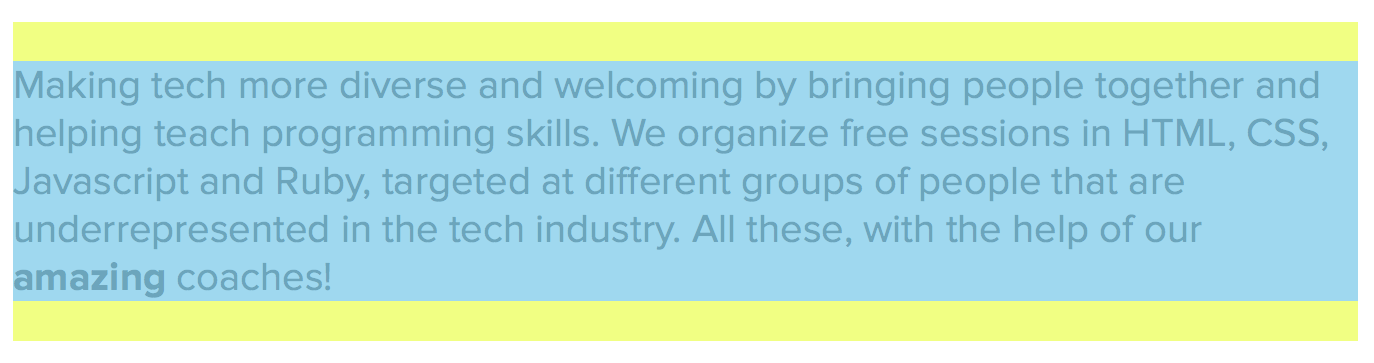 Making tech more diverse and welcoming by bringing people together and
helping teach programming skills. We organize free sessions in HTML, CSS,
Javascript and Ruby, targeted at different groups of people that are
underrepresented in the tech industry. All these, with the help of our
amazing coaches!